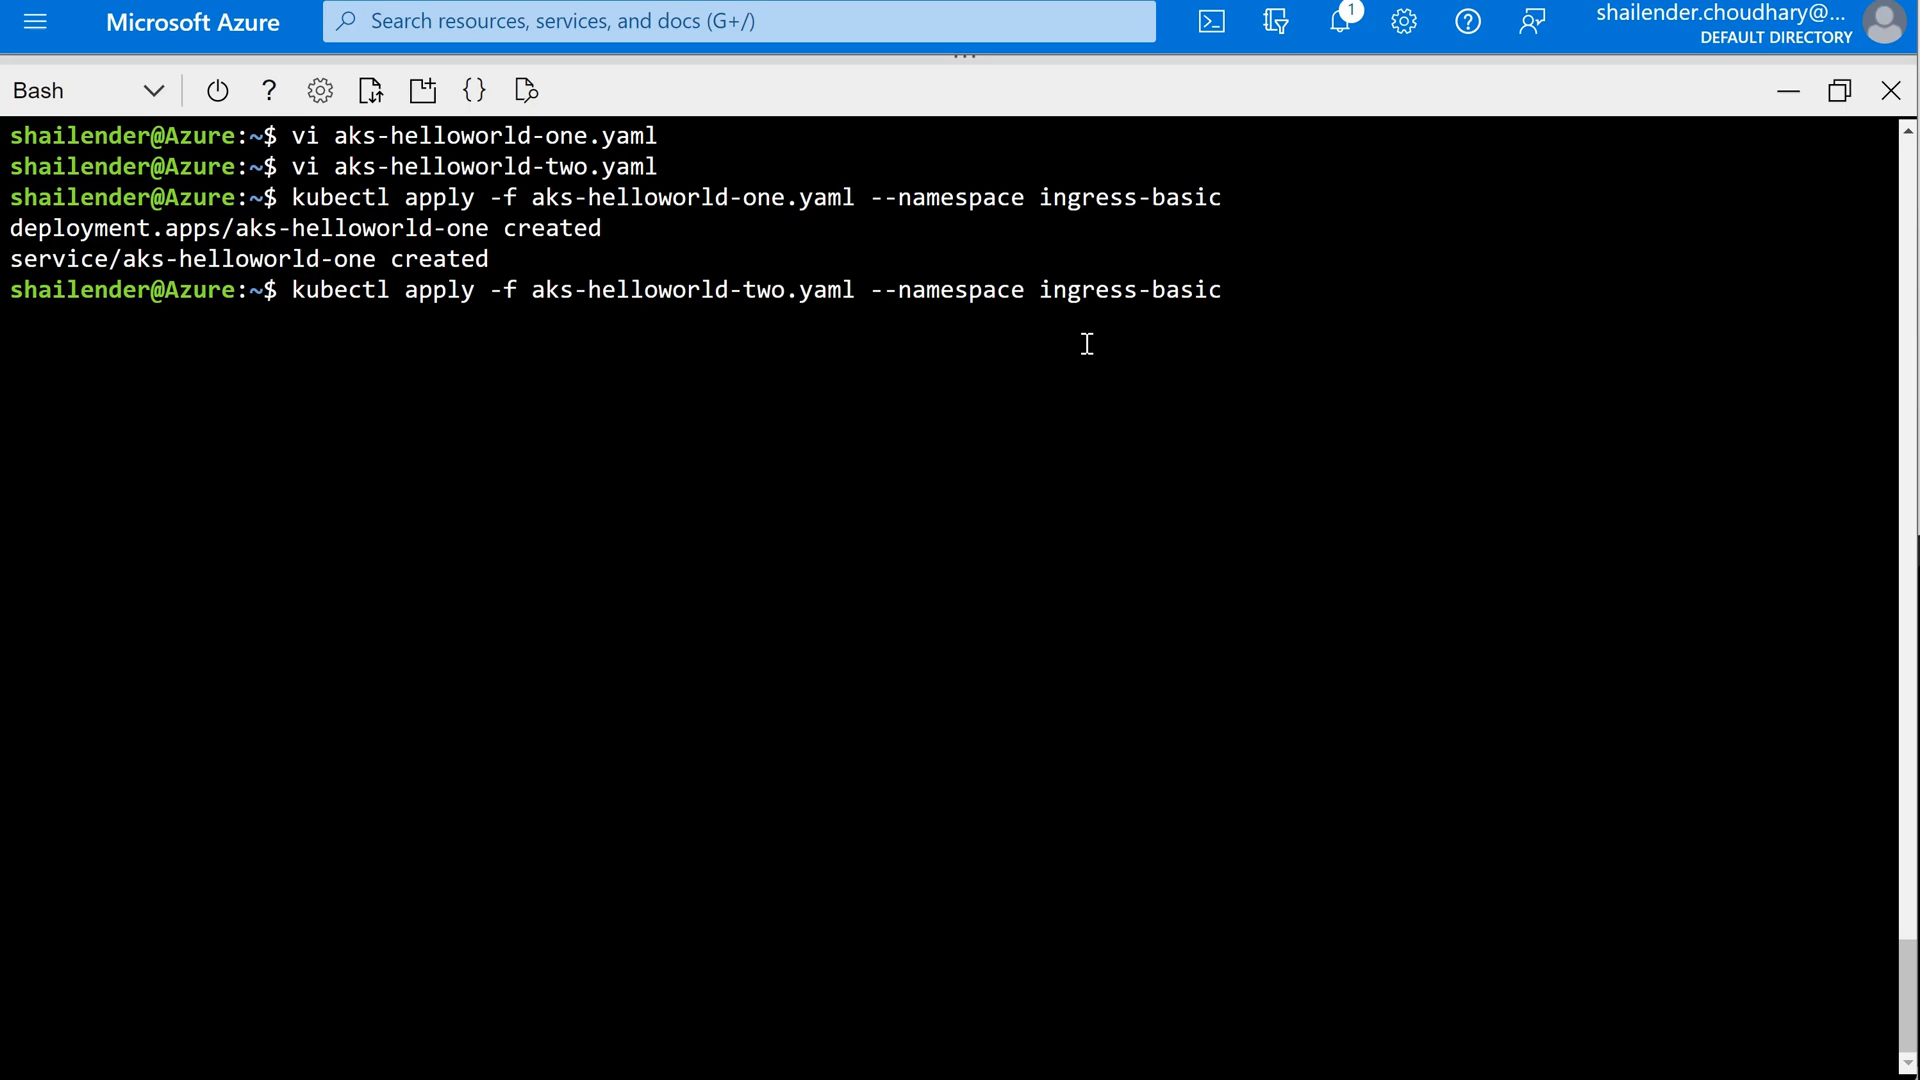 Microsoft Azure
Search resources, services, and docs (G+/)
1
shailender.choudhary@...
DEFAULT DIRECTORY
Bash
shailender@Azure:~$ vi aks-helloworld-one.yaml
shailender@Azure:~$ vi aks-helloworld-two.yaml
shailender@Azure:~$ kubectl apply -f aks-helloworld-one.yaml --namespace ingress-basic
deployment.apps/aks-helloworld-one created
service/aks-helloworld-one created
shailender@Azure:~$ kubectl apply -f aks-helloworld-two.yaml --namespace ingress-basic